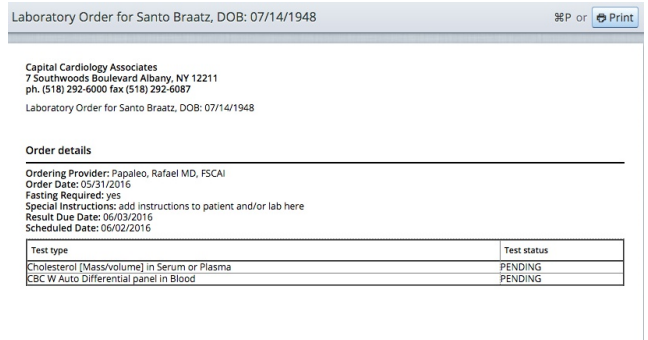 Laboratory Order for Santo Braatz, DOB: 07/14/1948 ⌘P or Print
Capital Cardiology Associates
7 Southwoods Boulevard Albany, NY 12211
ph. (518) 292-6000 fax (518) 292-6087
Laboratory Order for Santo Braatz, DOB: 07/14/1948
Order details
Ordering Provider: Papaleo, Rafael MD, FSCAI
Order Date: 05/31/2016
Fasting Required: yes
Special Instructions: add instructions to patient and/or lab here
Result Due Date: 06/03/2016
Scheduled Date: 06/02/2016
Test type Test status
Cholesterol [Mass/volume] in Serum or Plasma PENDING
CBC W Auto Differential panel in Blood PENDING